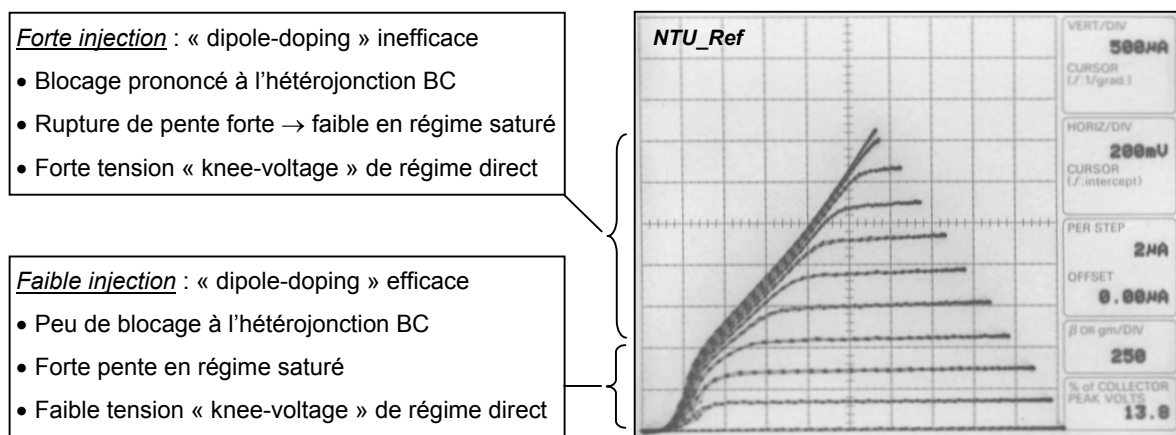 Forte injection : « dipole-doping » inefficace
• Blocage prononcé à l'hétérojonction BC
• Rupture de pente forte → faible en régime saturé
• Forte tension « knee-voltage » de régime direct
Faible injection : « dipole-doping » efficace
• Peu de blocage à l'hétérojonction BC
• Forte pente en régime saturé
• Faible tension « knee-voltage » de régime direct
NTU_Ref
VERT/DIV
500µA
CURSOR
(ƒ:1/grad.)
HORIZ/DIV
200mV
CURSOR
(ƒ:intercept)
PER STEP
2µA
OFFSET
0.00µA
β OR gm/DIV
250
% of COLLECTOR
PEAK VOLTS
13.8